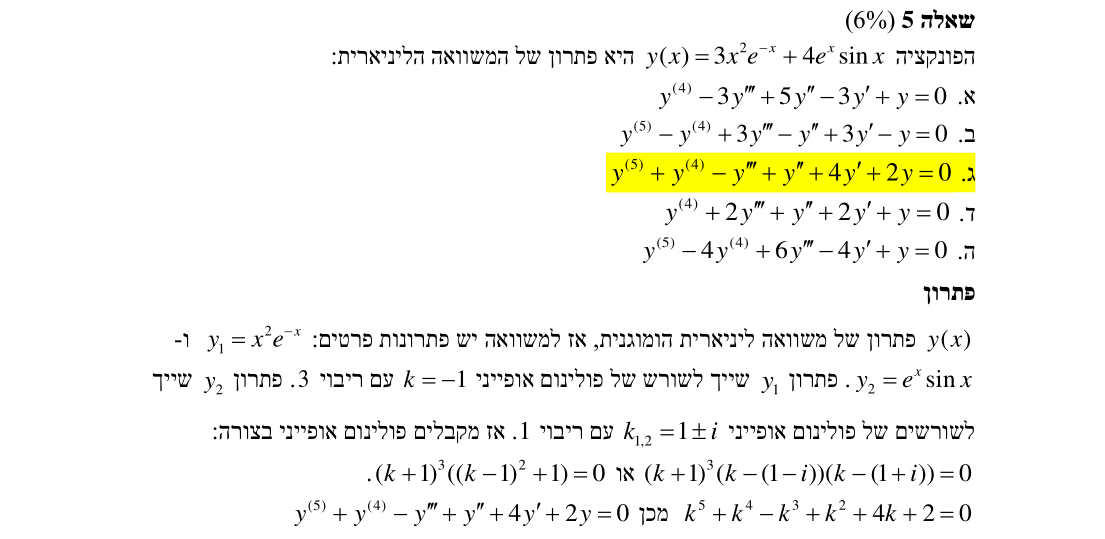 שאלה 5 (6%)
הפונקציה y(x) = 3x²e⁻ˣ + 4eˣ sin x היא פתרון של המשוואה הליניארית:
א. y⁽⁴⁾ − 3y‴ + 5y″ − 3y′ + y = 0
ב. y⁽⁵⁾ − y⁽⁴⁾ + 3y‴ − y″ + 3y′ − y = 0
ג. y⁽⁵⁾ + y⁽⁴⁾ − y‴ + y″ + 4y′ + 2y = 0
ד. y⁽⁴⁾ + 2y‴ + y″ + 2y′ + y = 0
ה. y⁽⁵⁾ − 4y⁽⁴⁾ + 6y‴ − 4y′ + y = 0
פתרון
y(x) פתרון של משוואה ליניארית הומוגנית, אז למשוואה יש פתרונות פרטים: y₁ = x²e⁻ˣ ו-
y₂ = eˣ sin x . פתרון y₁ שייך לשורש של פולינום אופייני k = −1 עם ריבוי 3. פתרון y₂ שייך
לשורשים של פולינום אופייני k₁,₂ = 1 ± i עם ריבוי 1. אז מקבלים פולינום אופייני בצורה:
(k + 1)³(k − (1 − i))(k − (1 + i)) = 0 או (k + 1)³((k − 1)² + 1) = 0 .
k⁵ + k⁴ − k³ + k² + 4k + 2 = 0 מכן y⁽⁵⁾ + y⁽⁴⁾ − y‴ + y″ + 4y′ + 2y = 0